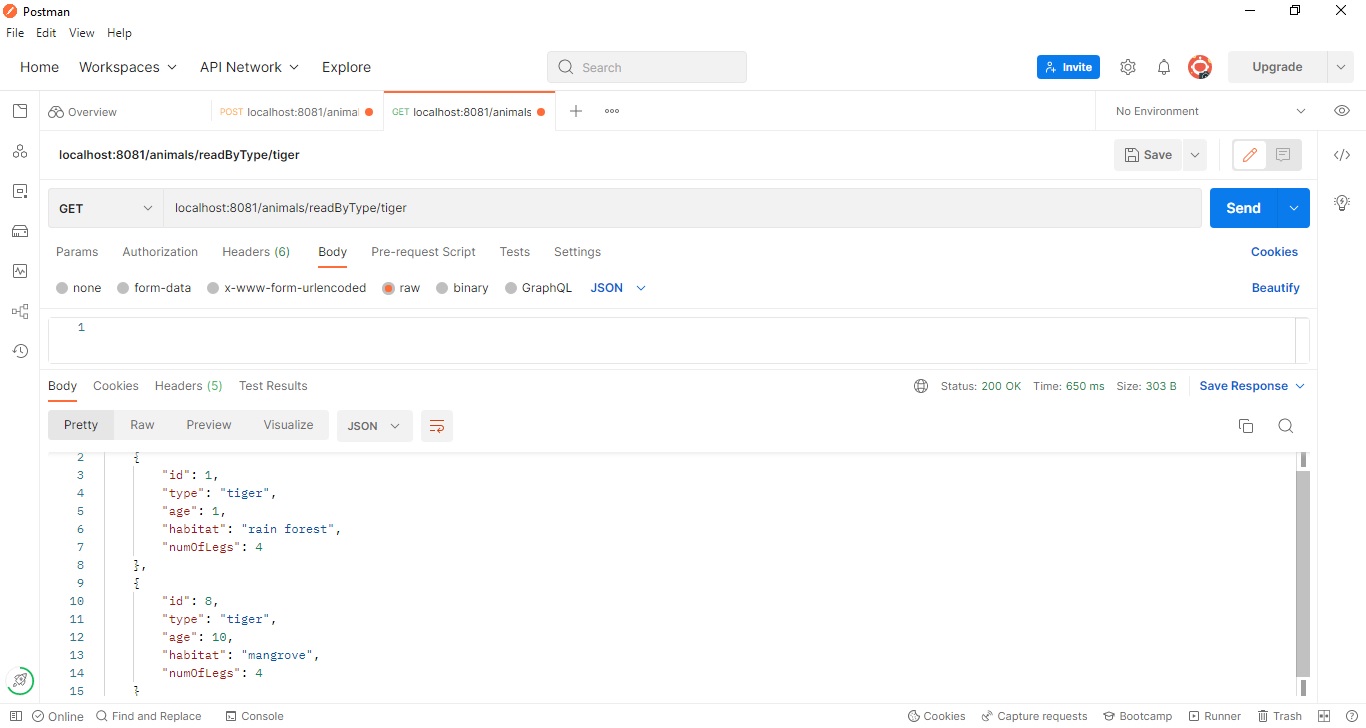 Postman
File Edit View Help
Home Workspaces API Network Explore Search Invite Upgrade
Overview POST localhost:8081/anima GET localhost:8081/animals No Environment
localhost:8081/animals/readByType/tiger Save
GET localhost:8081/animals/readByType/tiger Send
Params Authorization Headers (6) Body Pre-request Script Tests Settings Cookies
none form-data x-www-form-urlencoded raw binary GraphQL JSON Beautify
1
Body Cookies Headers (5) Test Results Status: 200 OK Time: 650 ms Size: 303 B Save Response
Pretty Raw Preview Visualize JSON
2 {
3 "id": 1,
4 "type": "tiger",
5 "age": 1,
6 "habitat": "rain forest",
7 "numOfLegs": 4
8 },
9 {
10 "id": 8,
11 "type": "tiger",
12 "age": 10,
13 "habitat": "mangrove",
14 "numOfLegs": 4
15 }
Online Find and Replace Console Cookies Capture requests Bootcamp Runner Trash